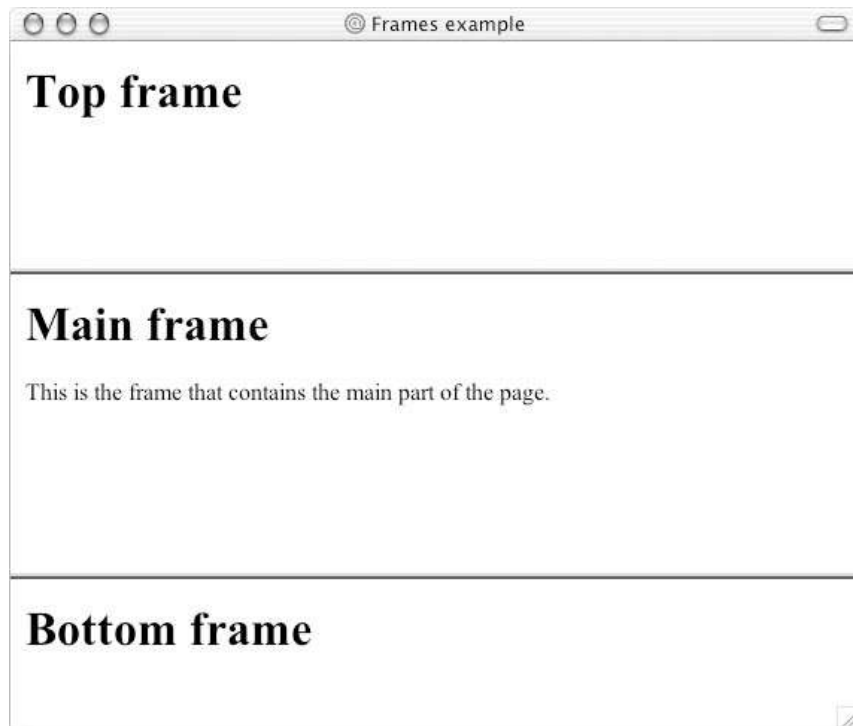 Frames example
Top frame
Main frame
This is the frame that contains the main part of the page.
Bottom frame